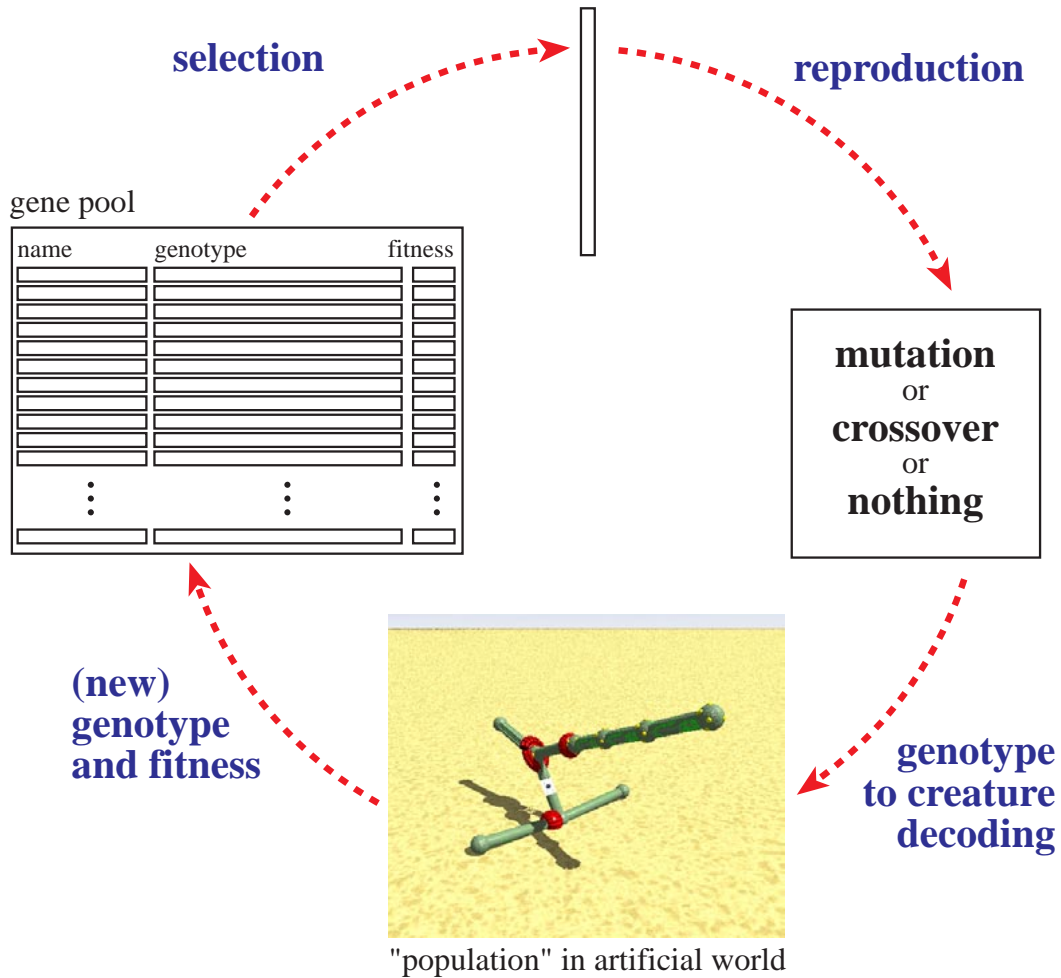 selection
reproduction
gene pool
name genotype fitness
mutation
or
crossover
or
nothing
(new)
genotype
and fitness
genotype
to creature
decoding
"population" in artificial world